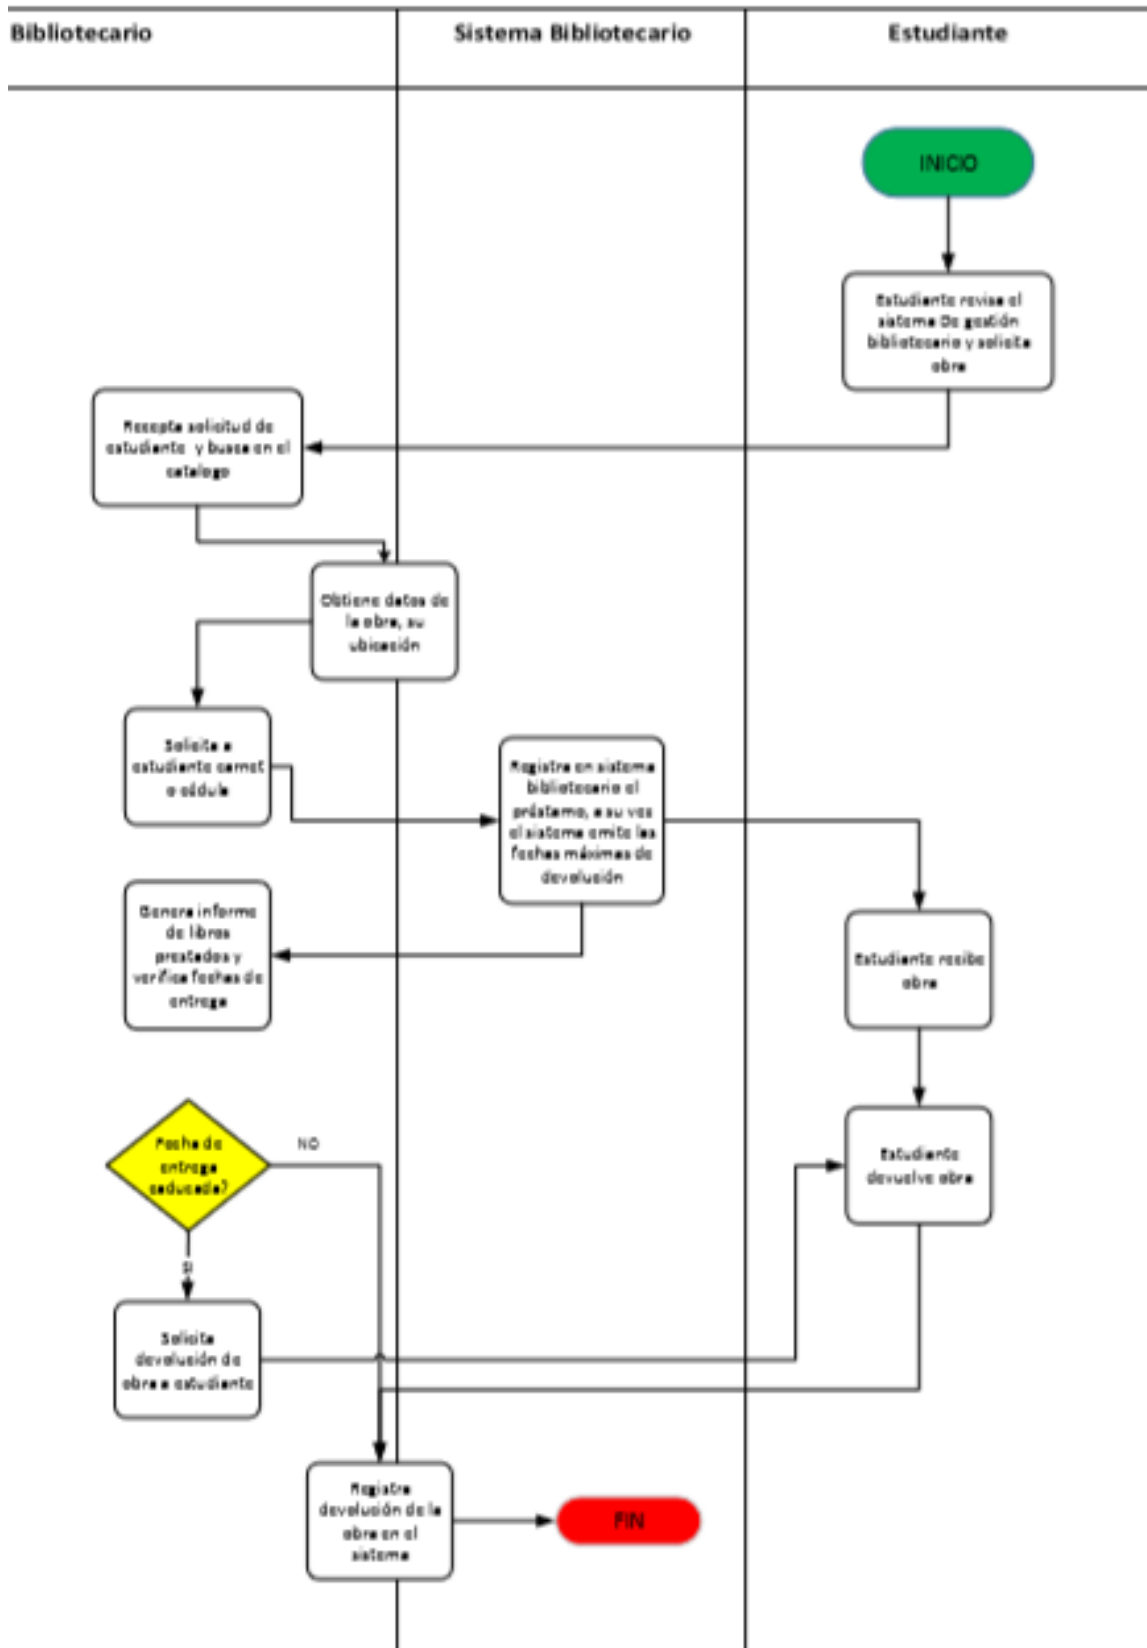 Bibliotecario
Sistema Bibliotecario
Estudiante
INICIO
Estudiante revisa el
sistema De gestión
bibliotecario y solicita
obra
Recepta solicitud de
estudiante y busca en el
catalogo
Obtiene datos de
la obra, su
ubicación
Solicita a
estudiante carnet
o cédula
Registra en sistema
bibliotecario el
préstamo, a su vez
el sistema emite las
fechas máximas de
devolución
Genera informe
de libros
prestados y
verifica fechas de
entrega
Estudiante recibe
obra
Fecha de
entrega
caducada?
NO
Estudiante
devuelve obra
SI
Solicita
devolución de
obra a estudiante
Registra
devolución de la
obra en el
sistema
FIN